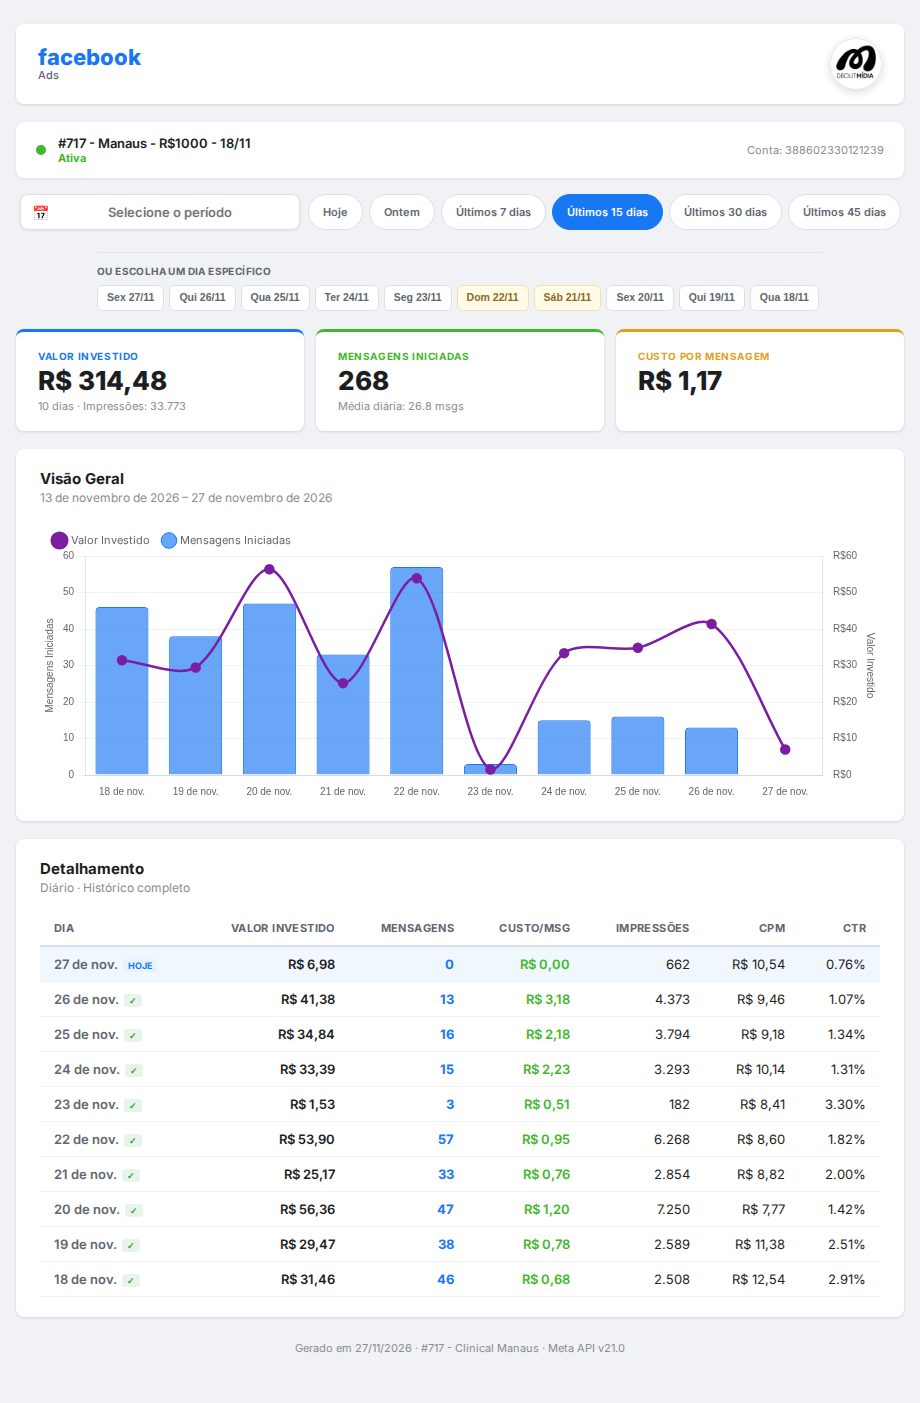 facebook
Ads
DBOUTMÍDIA
#717 - Manaus - R$1000 - 18/11
Ativa
Conta: 388602330121239
Selecione o período
Hoje
Ontem
Últimos 7 dias
Últimos 15 dias
Últimos 30 dias
Últimos 45 dias
OU ESCOLHA UM DIA ESPECÍFICO
Sex 27/11
Qui 26/11
Qua 25/11
Ter 24/11
Seg 23/11
Dom 22/11
Sáb 21/11
Sex 20/11
Qui 19/11
Qua 18/11
VALOR INVESTIDO
R$ 314,48
10 dias · Impressões: 33.773
MENSAGENS INICIADAS
268
Média diária: 26.8 msgs
CUSTO POR MENSAGEM
R$ 1,17
Visão Geral
13 de novembro de 2026 – 27 de novembro de 2026
Valor Investido Mensagens Iniciadas
60 R$60
50 R$50
40 R$40
30 R$30
20 R$20
10 R$10
0 R$0
Mensagens Iniciadas
Valor Investido
18 de nov. 19 de nov. 20 de nov. 21 de nov. 22 de nov. 23 de nov. 24 de nov. 25 de nov. 26 de nov. 27 de nov.
Detalhamento
Diário · Histórico completo
DIA VALOR INVESTIDO MENSAGENS CUSTO/MSG IMPRESSÕES CPM CTR
27 de nov. HOJE R$ 6,98 0 R$ 0,00 662 R$ 10,54 0.76%
26 de nov. ✓ R$ 41,38 13 R$ 3,18 4.373 R$ 9,46 1.07%
25 de nov. ✓ R$ 34,84 16 R$ 2,18 3.794 R$ 9,18 1.34%
24 de nov. ✓ R$ 33,39 15 R$ 2,23 3.293 R$ 10,14 1.31%
23 de nov. ✓ R$ 1,53 3 R$ 0,51 182 R$ 8,41 3.30%
22 de nov. ✓ R$ 53,90 57 R$ 0,95 6.268 R$ 8,60 1.82%
21 de nov. ✓ R$ 25,17 33 R$ 0,76 2.854 R$ 8,82 2.00%
20 de nov. ✓ R$ 56,36 47 R$ 1,20 7.250 R$ 7,77 1.42%
19 de nov. ✓ R$ 29,47 38 R$ 0,78 2.589 R$ 11,38 2.51%
18 de nov. ✓ R$ 31,46 46 R$ 0,68 2.508 R$ 12,54 2.91%
Gerado em 27/11/2026 · #717 - Clinical Manaus · Meta API v21.0